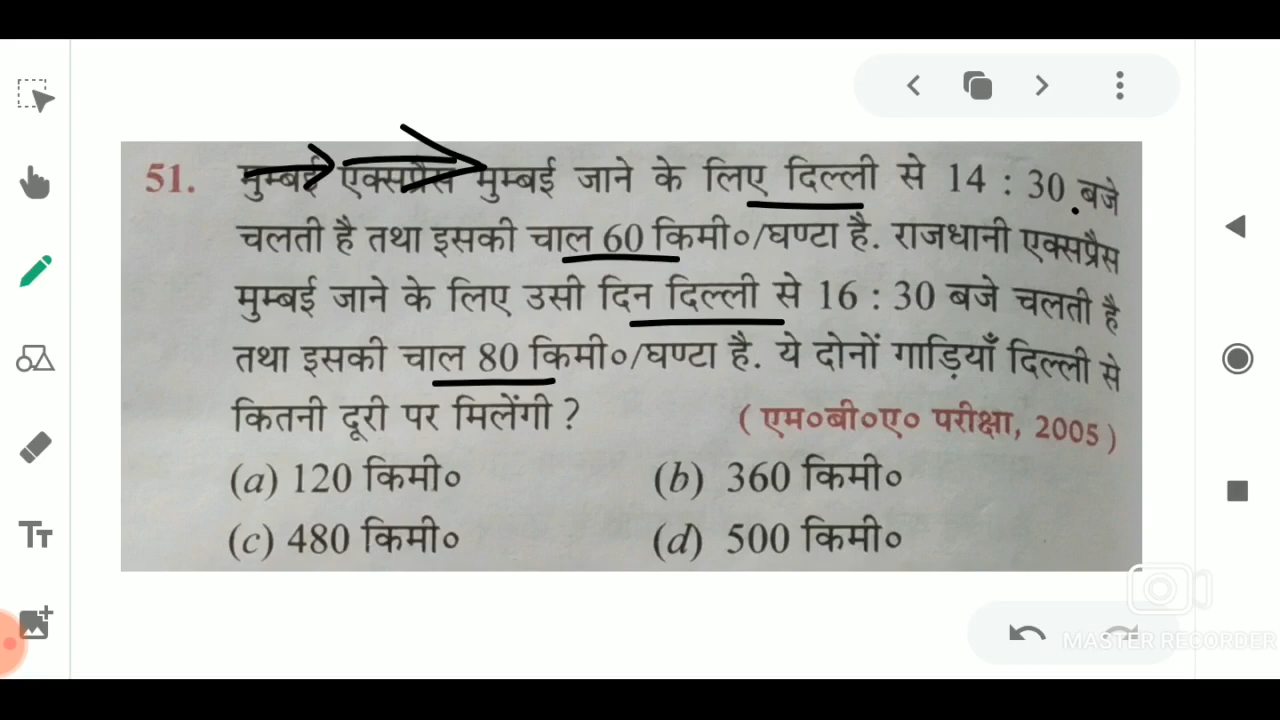 51. मुम्बई एक्सप्रैस मुम्बई जाने के लिए दिल्ली से 14 : 30 बजे
चलती है तथा इसकी चाल 60 किमी०/घण्टा है. राजधानी एक्सप्रैस
मुम्बई जाने के लिए उसी दिन दिल्ली से 16 : 30 बजे चलती है
तथा इसकी चाल 80 किमी०/घण्टा है. ये दोनों गाड़ियाँ दिल्ली से
कितनी दूरी पर मिलेंगी ? ( एम०बी०ए० परीक्षा, 2005 )
(a) 120 किमी० (b) 360 किमी०
(c) 480 किमी० (d) 500 किमी०
TT
MASTER RECORDER